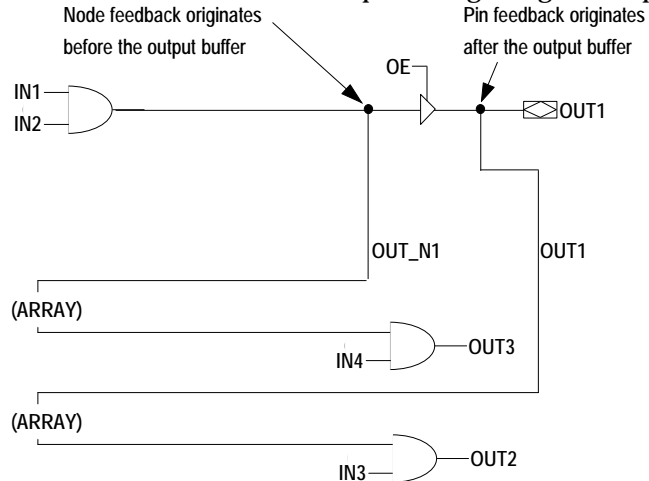 Node feedback originates
before the output buffer
Pin feedback originates
after the output buffer
OE
IN1
IN2
OUT1
OUT_N1
OUT1
(ARRAY)
IN4
OUT3
(ARRAY)
IN3
OUT2